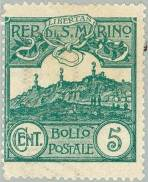 LIBERTAS
REP. DI S. MARINO
CENT. BOLLO 5
POSTALE